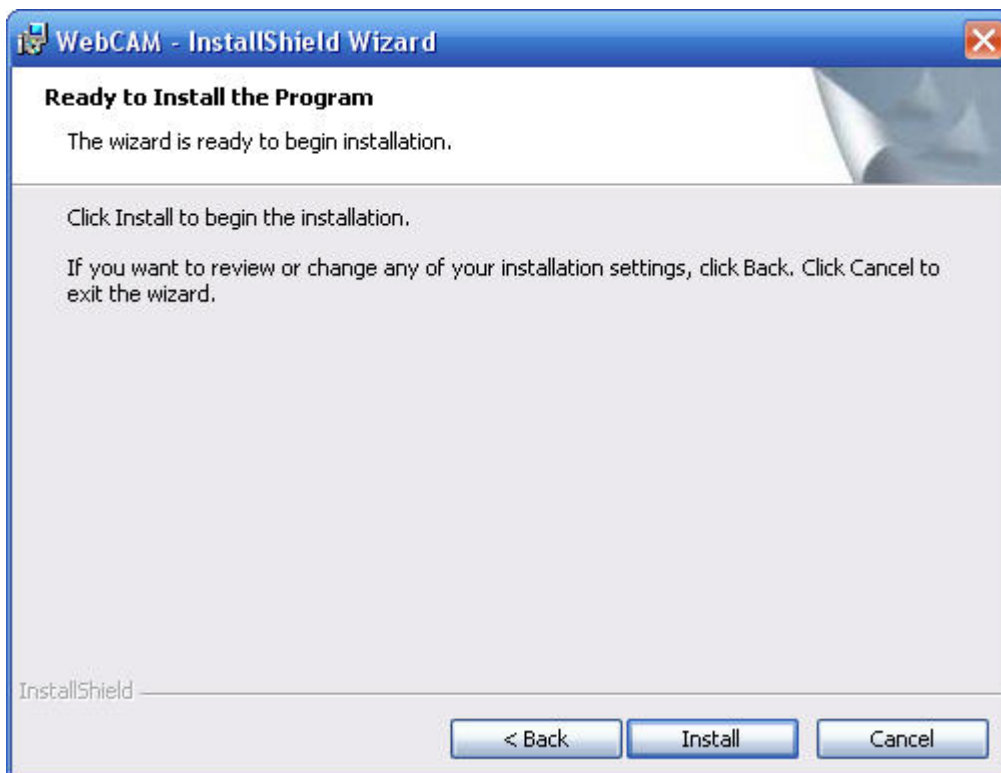 WebCAM - InstallShield Wizard
Ready to Install the Program
The wizard is ready to begin installation.
Click Install to begin the installation.
If you want to review or change any of your installation settings, click Back. Click Cancel to
exit the wizard.
InstallShield
< Back Install Cancel